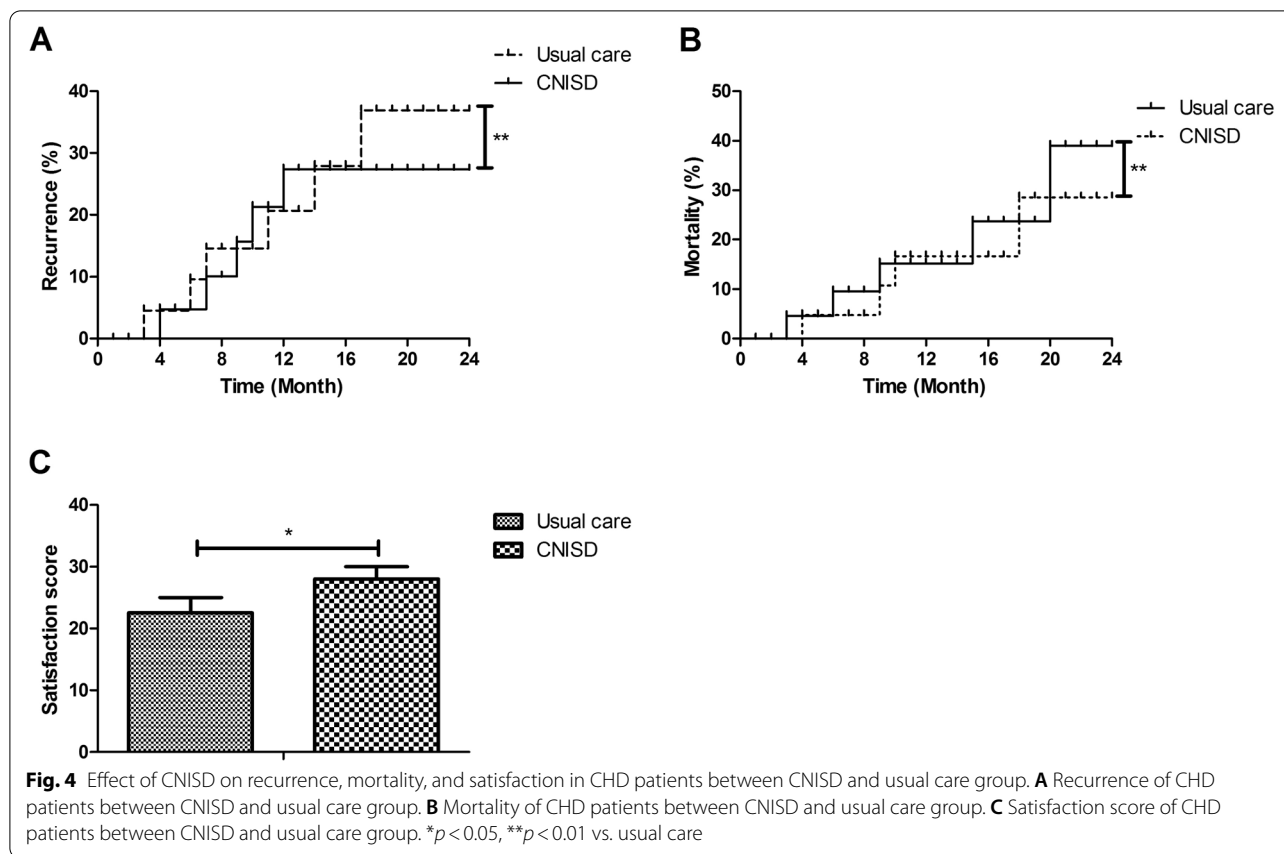 A
Usual care
CNISD
40
30
20
10
0
Recurrence (%)
**
0 4 8 12 16 20 24
Time (Month)
B
Usual care
CNISD
50
40
30
20
10
0
Mortality (%)
**
0 4 8 12 16 20 24
Time (Month)
C
Usual care
CNISD
40
30
20
10
0
Satisfaction score
*
Fig. 4 Effect of CNISD on recurrence, mortality, and satisfaction in CHD patients between CNISD and usual care group. A Recurrence of CHD
patients between CNISD and usual care group. B Mortality of CHD patients between CNISD and usual care group. C Satisfaction score of CHD
patients between CNISD and usual care group. *p < 0.05, **p < 0.01 vs. usual care